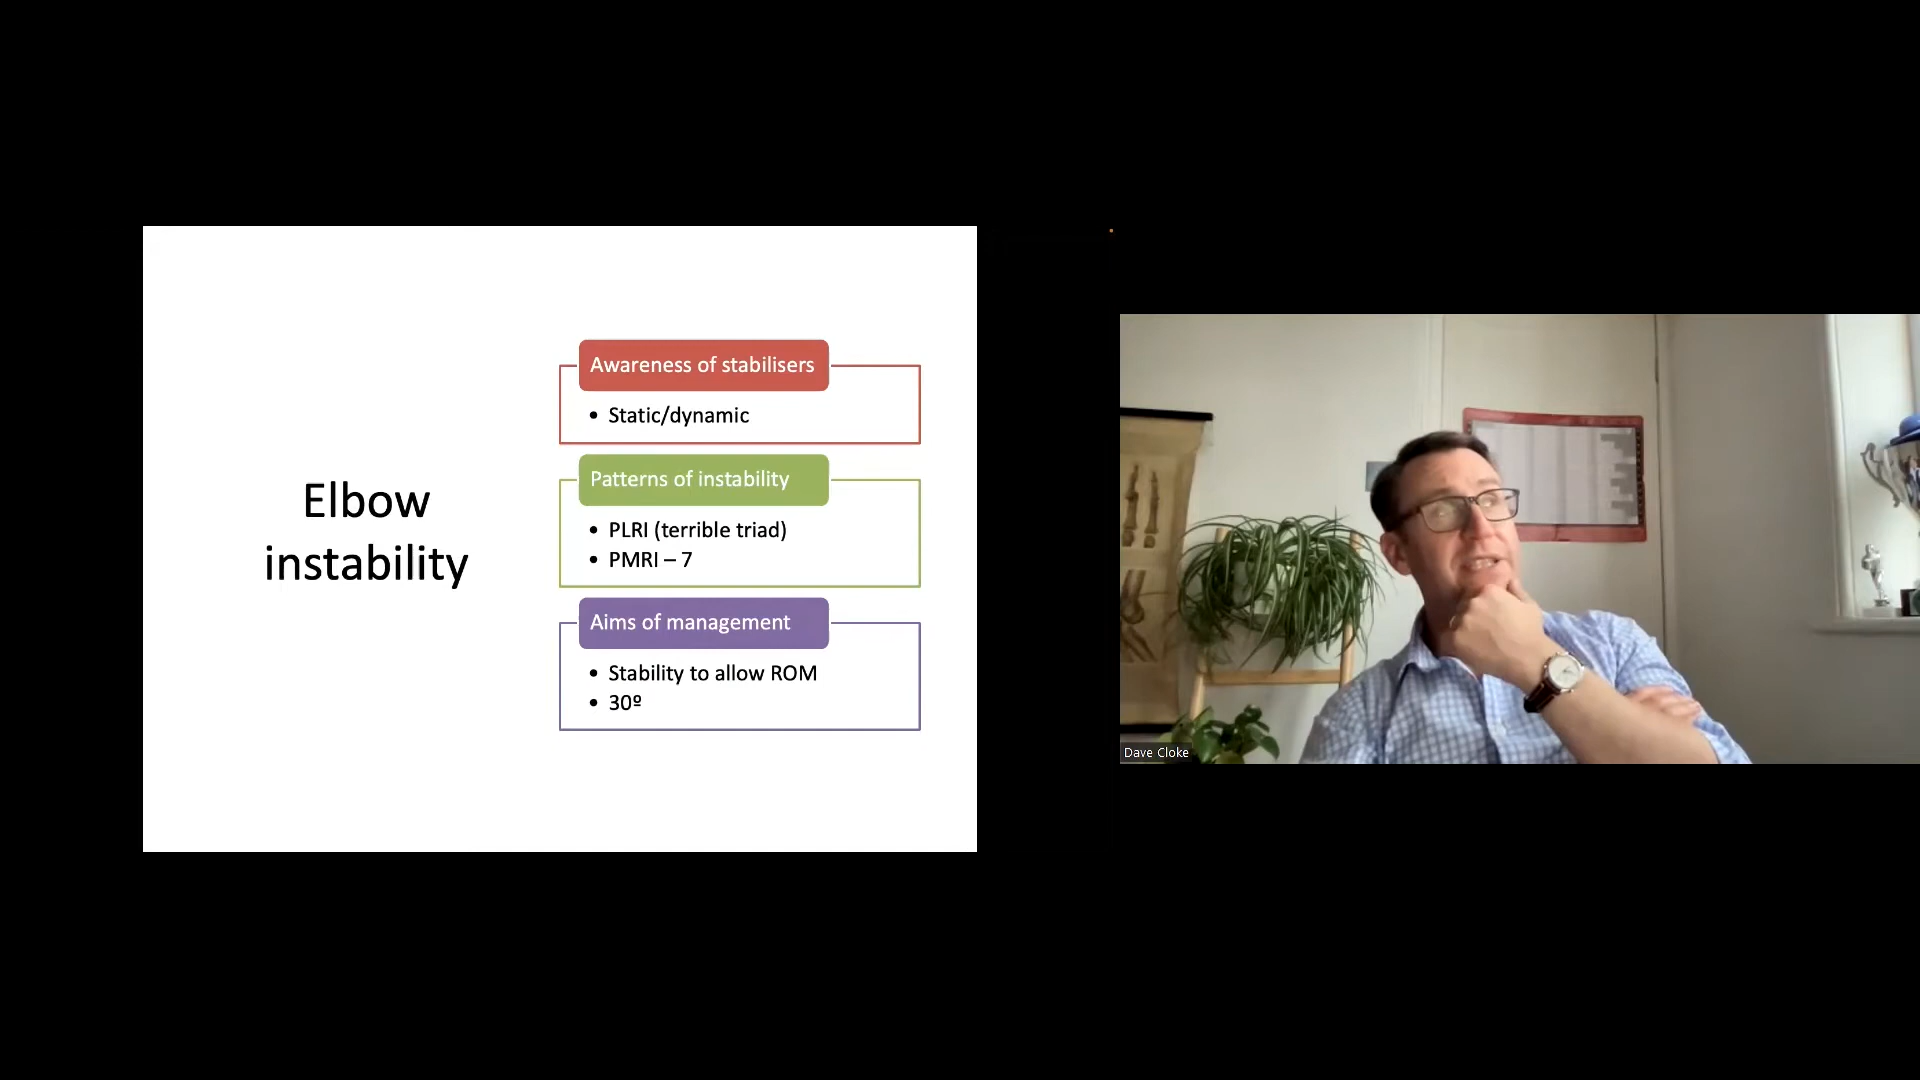 Elbow
instability
Awareness of stabilisers
• Static/dynamic
Patterns of instability
• PLRI (terrible triad)
• PMRI – 7
Aims of management
• Stability to allow ROM
• 30º
Dave Cloke